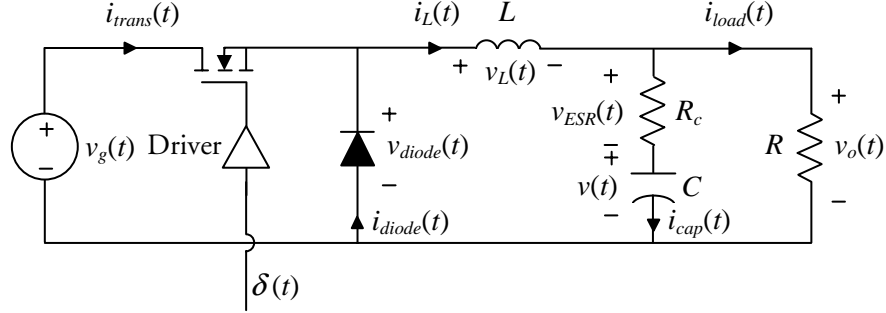 i_trans(t) i_L(t) L i_load(t)
+ v_L(t) −
+ v_g(t) −
Driver
+ v_diode(t) −
+ v_ESR(t) − R_c
+ v(t) − C
R + v_o(t) −
i_diode(t) i_cap(t)
δ(t)